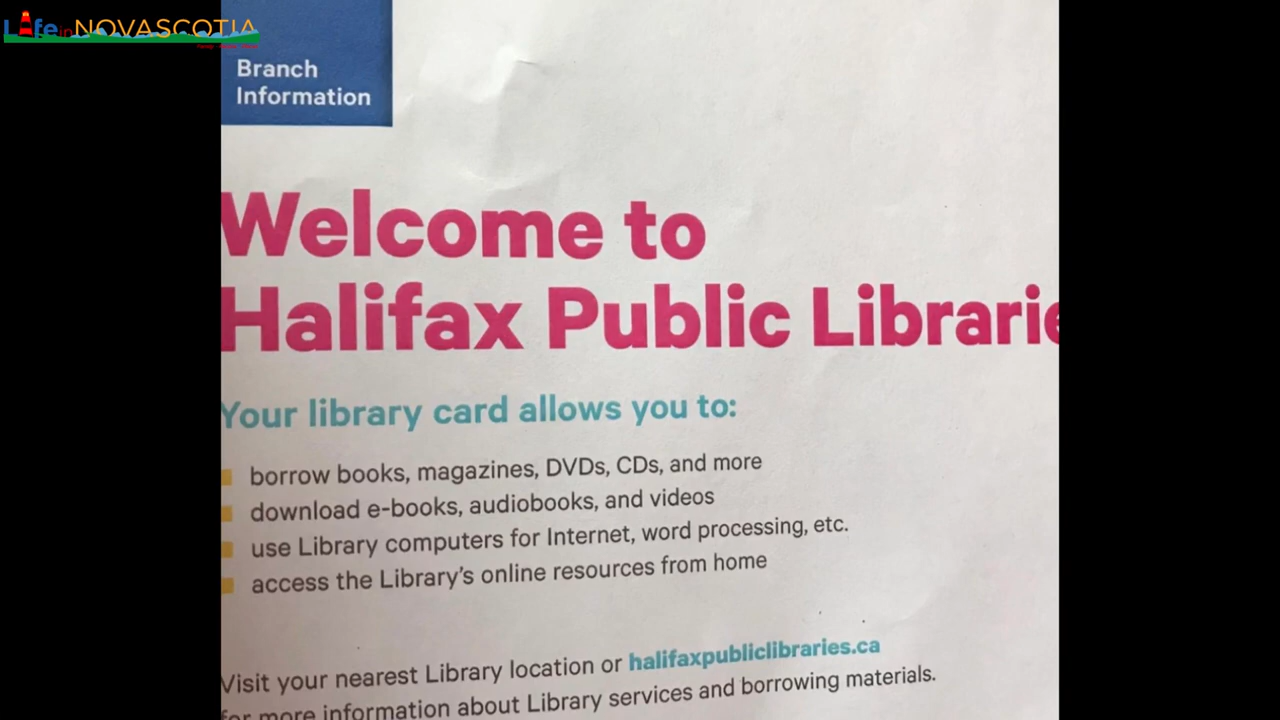 Life in NOVASCOTIA
Branch
Information
Welcome to
Halifax Public Librarie
Your library card allows you to:
borrow books, magazines, DVDs, CDs, and more
download e-books, audiobooks, and videos
use Library computers for Internet, word processing, etc.
access the Library's online resources from home
Visit your nearest Library location or halifaxpubliclibraries.ca
for more information about Library services and borrowing materials.